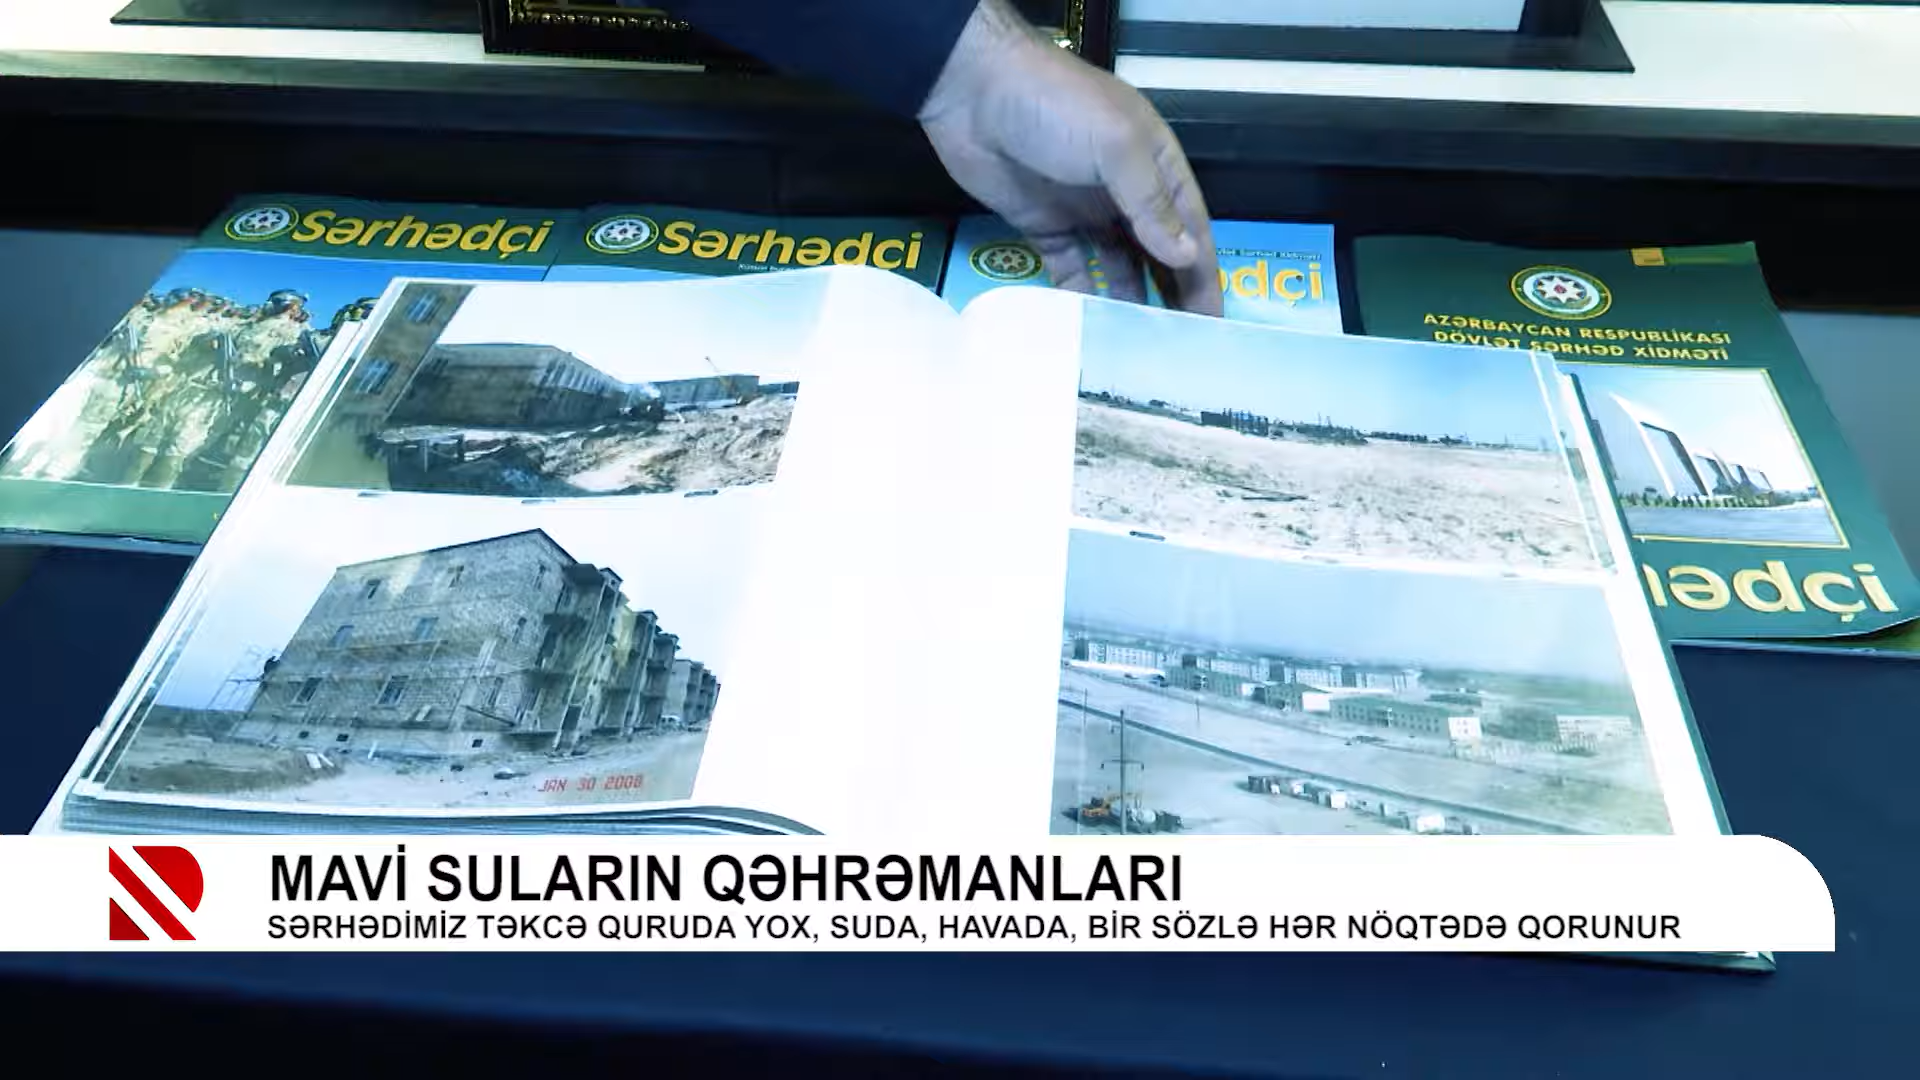 Sərhədçi
Sərhədçi
ədçi
AZƏRBAYCAN RESPUBLİKASI
DÖVLƏT SƏRHƏD XİDMƏTİ
hədçi
JAN 30 2008
MAVİ SULARIN QƏHRƏMANLARI
SƏRHƏDİMİZ TƏKCƏ QURUDA YOX, SUDA, HAVADA, BİR SÖZLƏ HƏR NÖQTƏDƏ QORUNUR